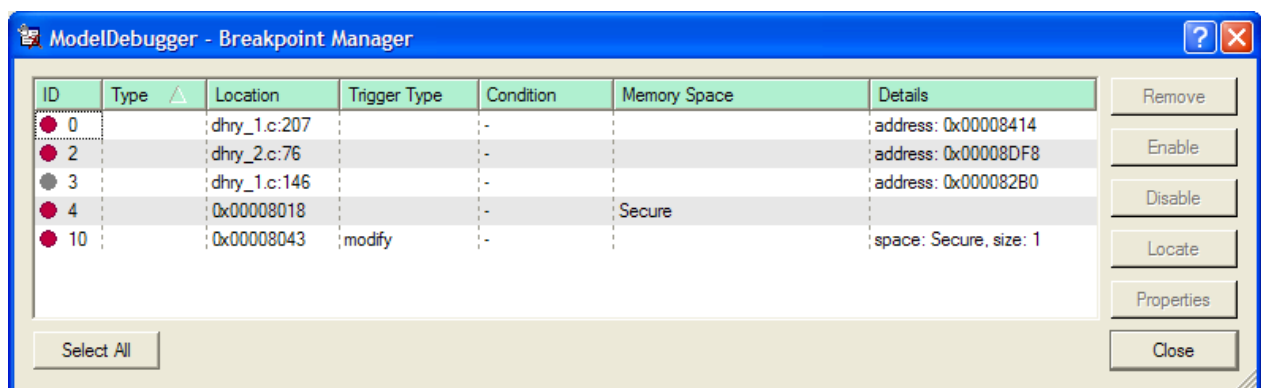 ModelDebugger - Breakpoint Manager
ID Type Location Trigger Type Condition Memory Space Details
0 dhry_1.c:207 - address: 0x00008414
2 dhry_2.c:76 - address: 0x00008DF8
3 dhry_1.c:146 - address: 0x000082B0
4 0x00008018 - Secure
10 0x00008043 modify - space: Secure, size: 1
Remove
Enable
Disable
Locate
Properties
Select All Close